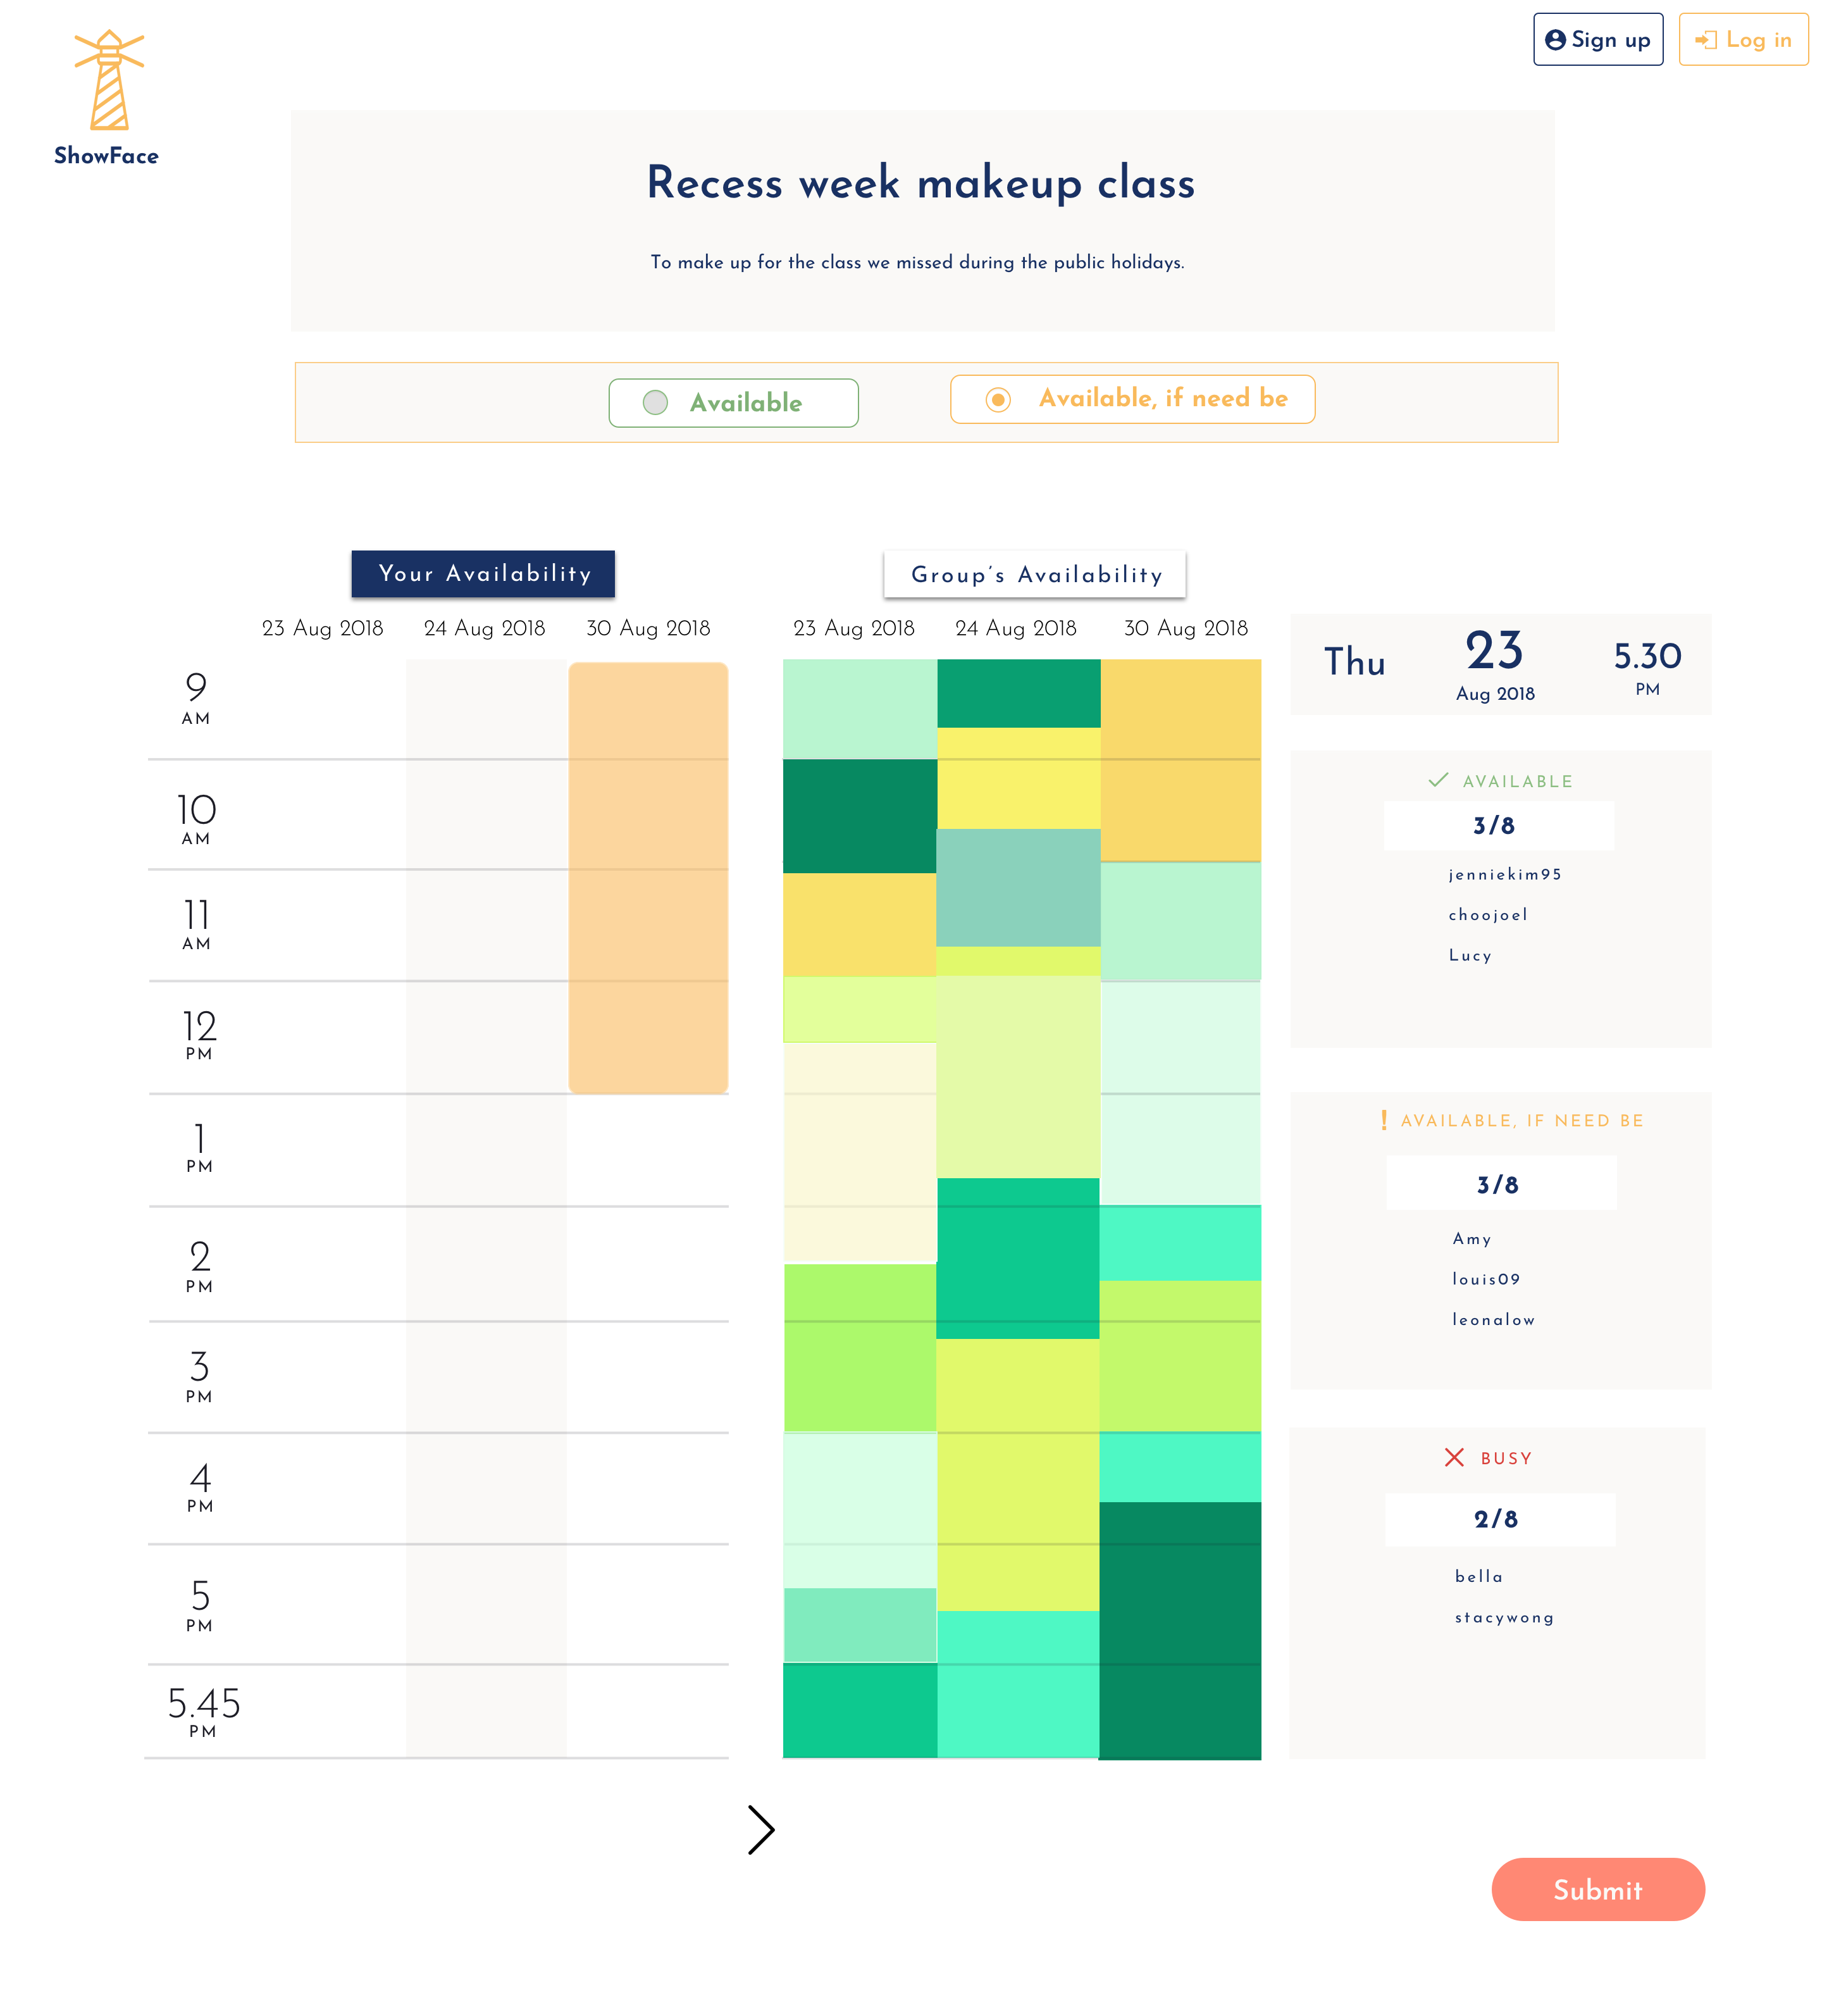 Sign up
Log in
ShowFace
Recess week makeup class
To make up for the class we missed during the public holidays.
Available
Available, if need be
Your Availability
Group's Availability
23 Aug 2018
24 Aug 2018
30 Aug 2018
23 Aug 2018
24 Aug 2018
30 Aug 2018
9
AM
10
AM
11
AM
12
PM
1
PM
2
PM
3
PM
4
PM
5
PM
5.45
PM
Thu
23
Aug 2018
5.30
PM
AVAILABLE
3/8
jenniekim95
choojoel
Lucy
! AVAILABLE, IF NEED BE
3/8
Amy
louis09
leonalow
BUSY
2/8
bella
stacywong
Submit